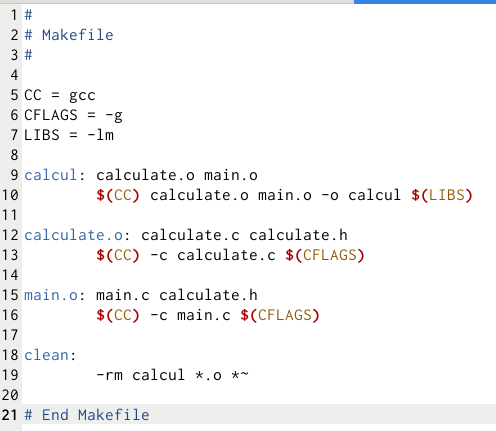 1 #
2 # Makefile
3 #
4
5 CC = gcc
6 CFLAGS = -g
7 LIBS = -lm
8
9 calcul: calculate.o main.o
10         $(CC) calculate.o main.o -o calcul $(LIBS)
11
12 calculate.o: calculate.c calculate.h
13         $(CC) -c calculate.c $(CFLAGS)
14
15 main.o: main.c calculate.h
16         $(CC) -c main.c $(CFLAGS)
17
18 clean:
19         -rm calcul *.o *~
20
21 # End Makefile